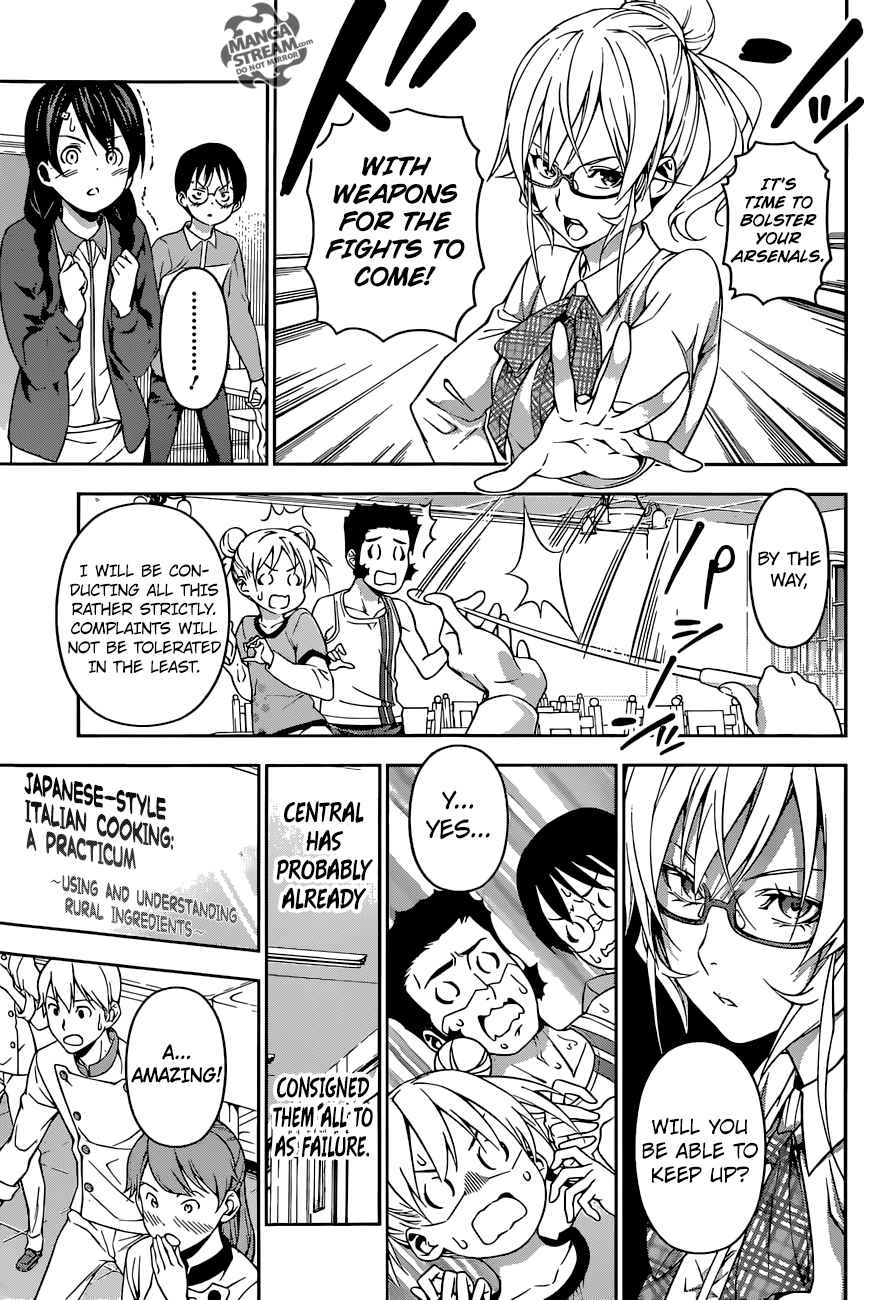 MANGA
STREAM.com
DO NOT MIRROR
IT'S
TIME TO
BOLSTER
YOUR
ARSENALS.
WITH
WEAPONS
FOR THE
FIGHTS TO
COME!
ドン
.........!
BY THE
WAY,
I WILL BE CON-
DUCTING ALL THIS
RATHER STRICTLY.
COMPLAINTS WILL
NOT BE TOLERATED
IN THE LEAST.
WILL YOU
BE ABLE TO
KEEP UP?
Y...
YES...
CENTRAL
HAS
PROBABLY
ALREADY
CONSIGNED
THEM ALL TO
AS FAILURE.
JAPANESE-STYLE
ITALIAN COOKING:
A PRACTICUM
~USING AND UNDERSTANDING
RURAL INGREDIENTS~
A...
AMAZING!